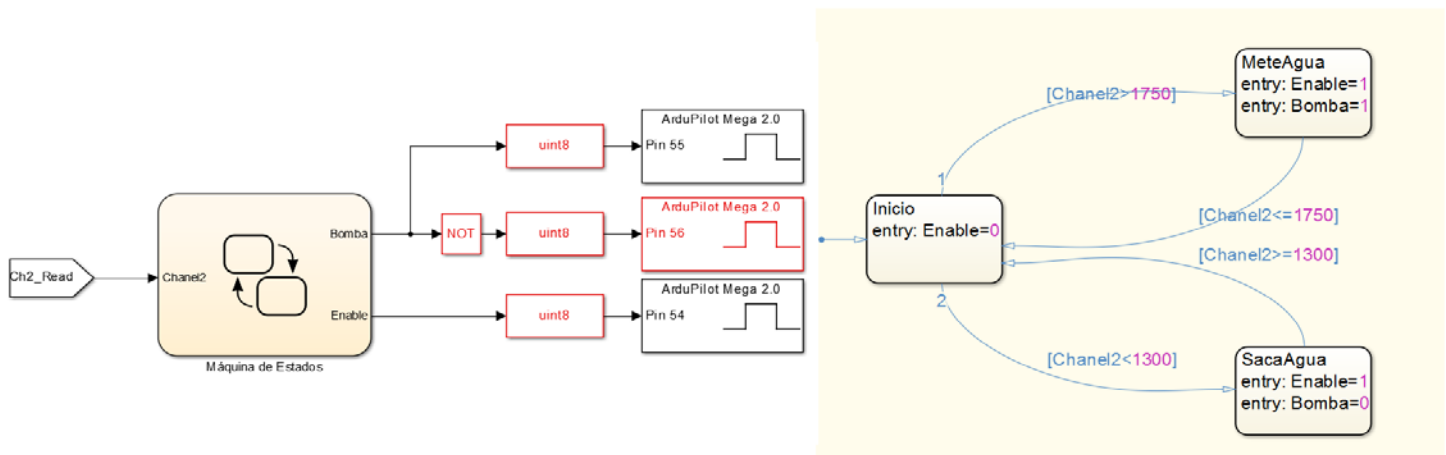 Ch2_Read
Chanel2
Bomba
Enable
Máquina de Estados
NOT
uint8
uint8
uint8
ArduPilot Mega 2.0
Pin 55
ArduPilot Mega 2.0
Pin 56
ArduPilot Mega 2.0
Pin 54
Inicio
entry: Enable=0
1
2
[Chanel2>1750]
MeteAgua
entry: Enable=1
entry: Bomba=1
[Chanel2<=1750]
[Chanel2>=1300]
[Chanel2<1300]
SacaAgua
entry: Enable=1
entry: Bomba=0